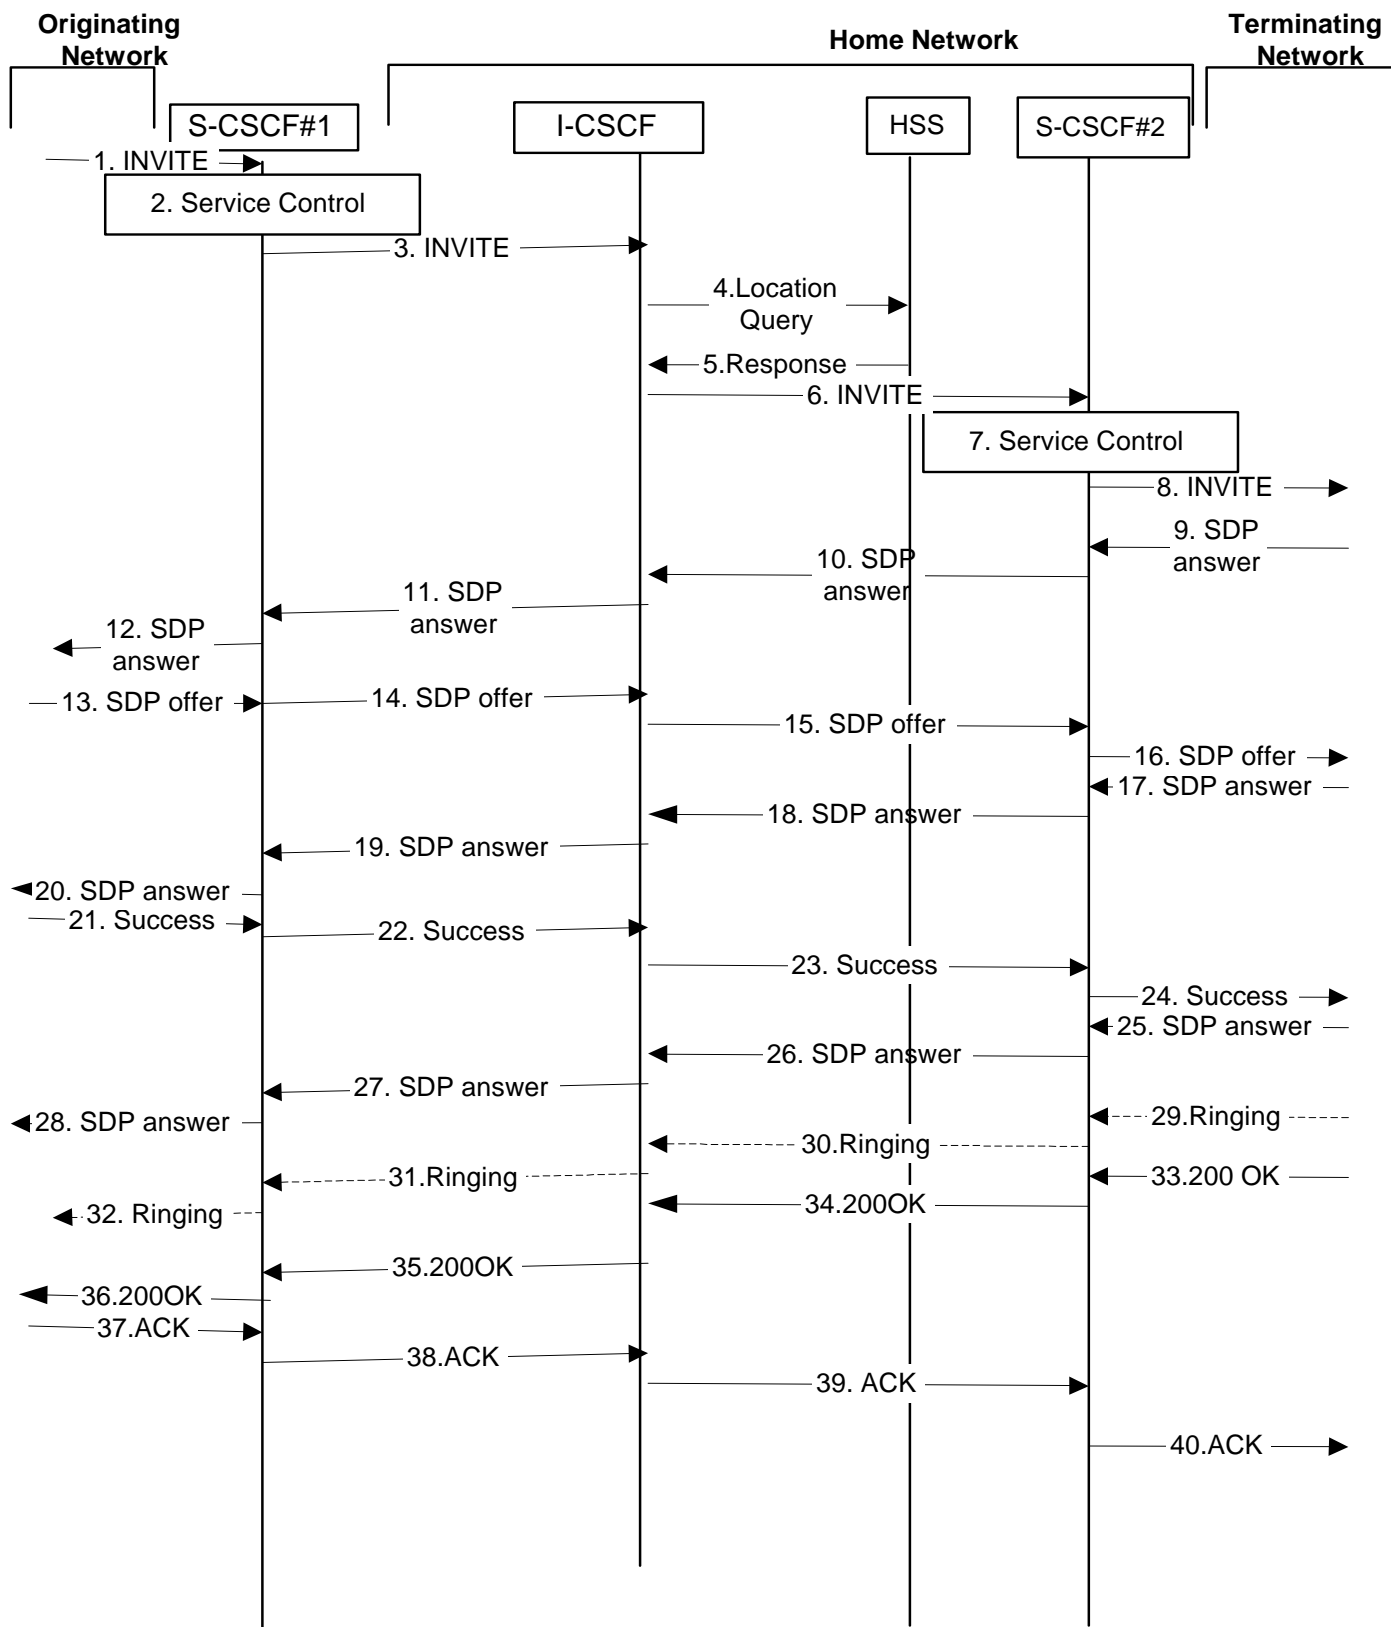 Originating
Network
Home Network
Terminating
Network
S-CSCF#1
I-CSCF
HSS
S-CSCF#2
1. INVITE
2. Service Control
3. INVITE
4.Location
Query
5.Response
6. INVITE
7. Service Control
8. INVITE
9. SDP
answer
10. SDP
answer
11. SDP
answer
12. SDP
answer
13. SDP offer
14. SDP offer
15. SDP offer
16. SDP offer
17. SDP answer
18. SDP answer
19. SDP answer
20. SDP answer
21. Success
22. Success
23. Success
24. Success
25. SDP answer
26. SDP answer
27. SDP answer
28. SDP answer
29.Ringing
30.Ringing
31.Ringing
32. Ringing
33.200 OK
34.200OK
35.200OK
36.200OK
37.ACK
38.ACK
39. ACK
40.ACK